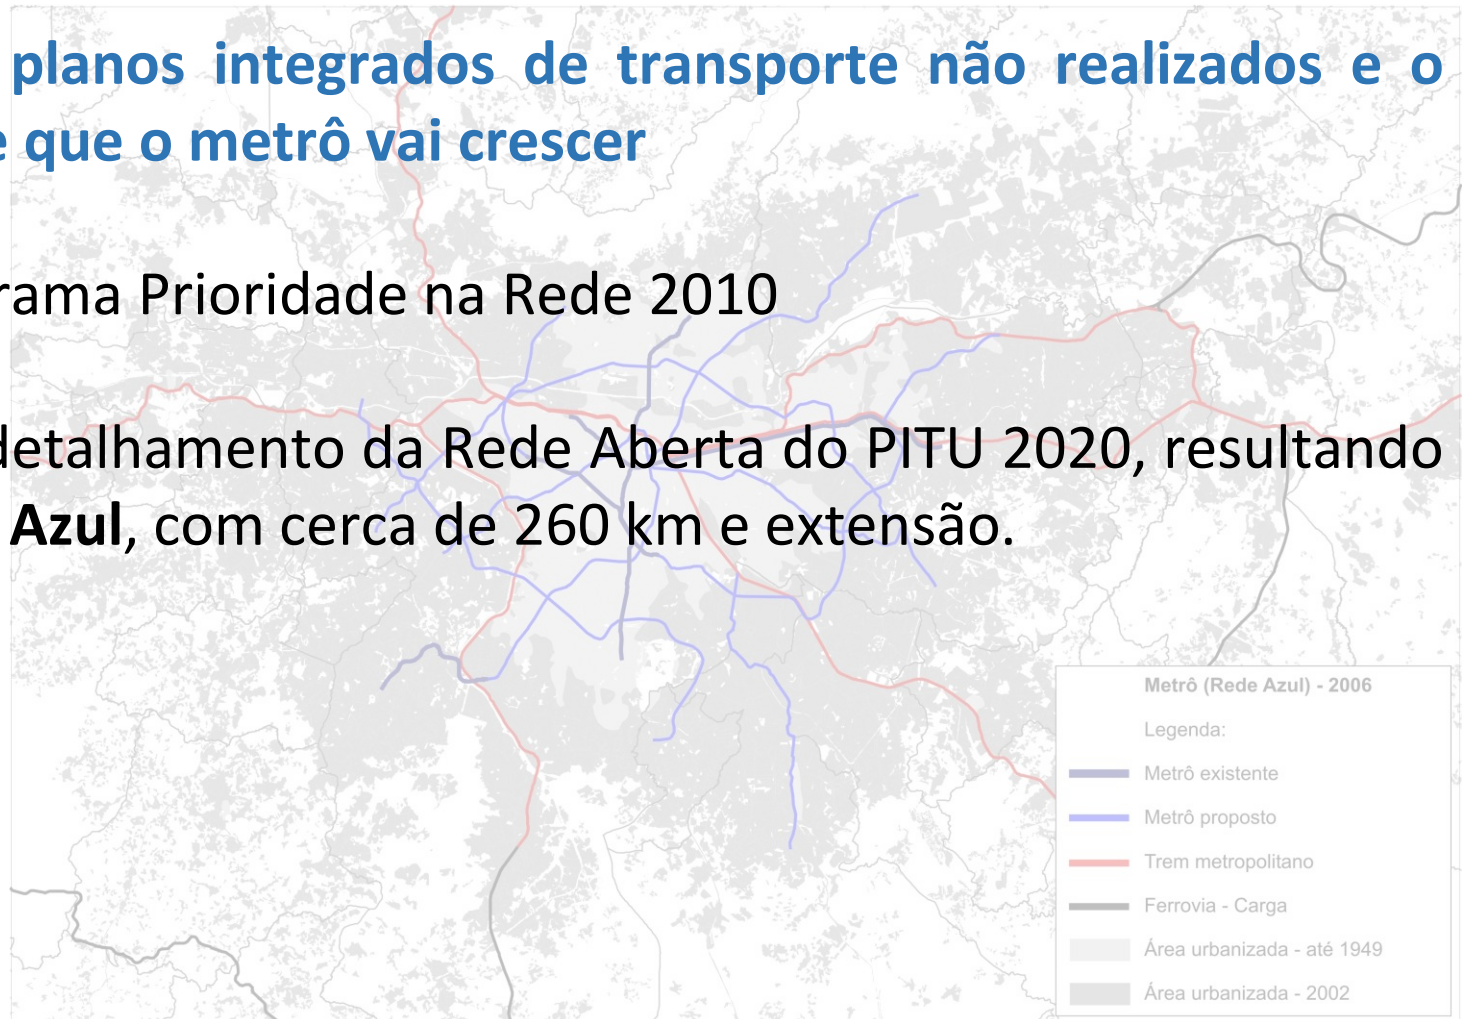 planos integrados de transporte não realizados e o
e que o metrô vai crescer
rama Prioridade na Rede 2010
detalhamento da Rede Aberta do PITU 2020, resultando
Azul, com cerca de 260 km e extensão.
Metrô (Rede Azul) - 2006
Legenda:
Metrô existente
Metrô proposto
Trem metropolitano
Ferrovia - Carga
Área urbanizada - até 1949
Área urbanizada - 2002